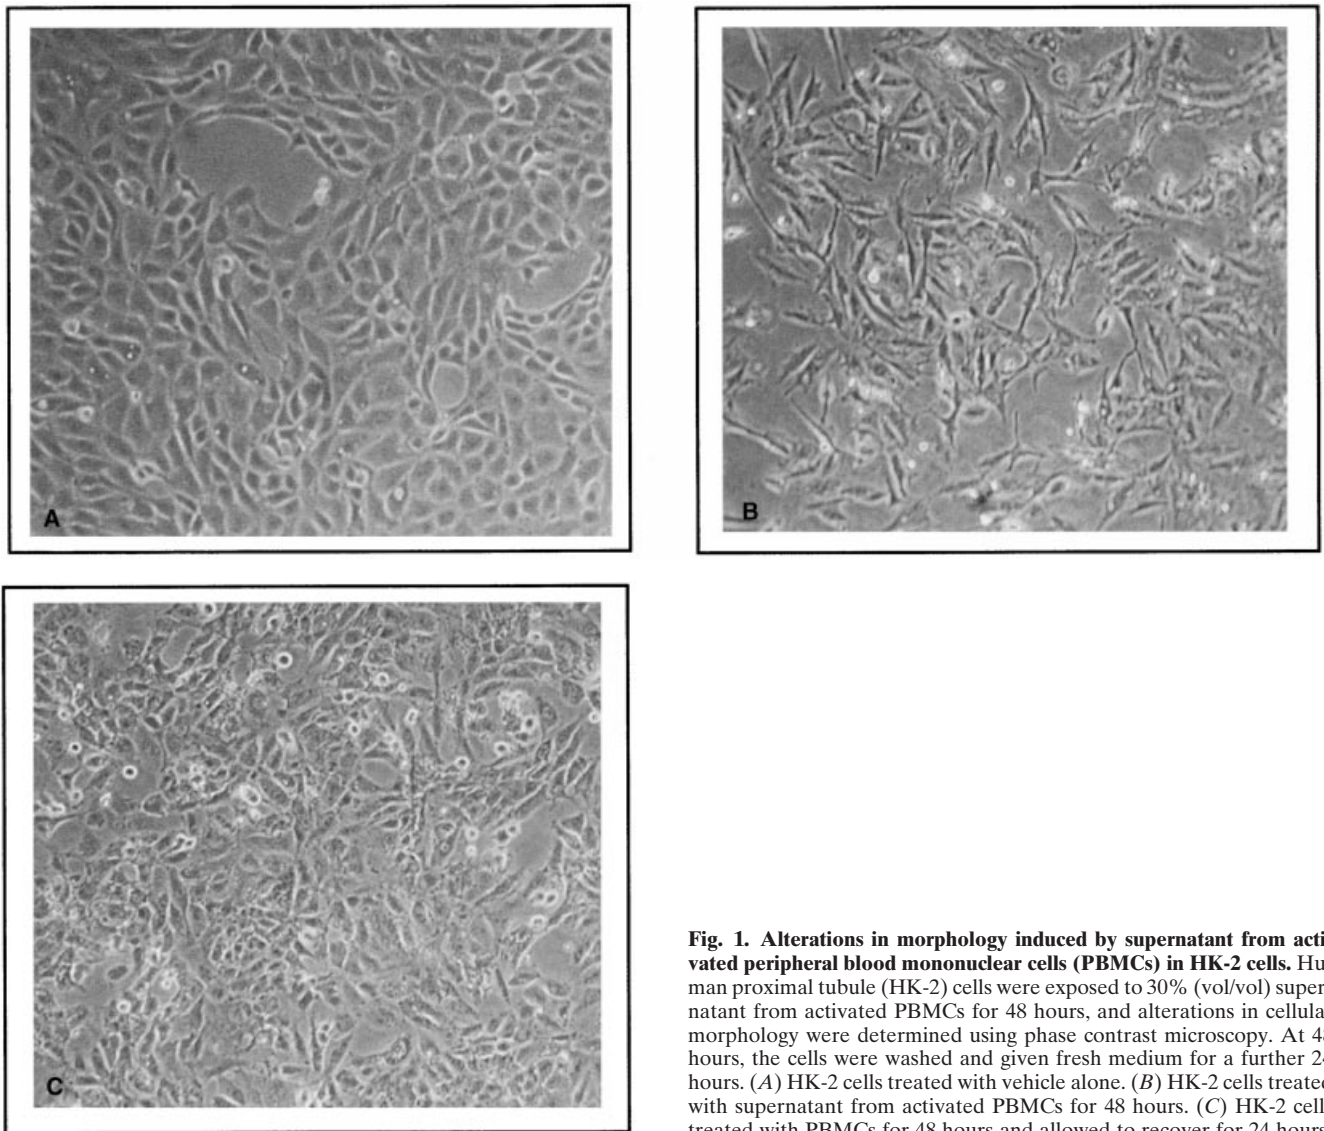 A
B
C
Fig. 1. Alterations in morphology induced by supernatant from acti-
vated peripheral blood mononuclear cells (PBMCs) in HK-2 cells. Hu-
man proximal tubule (HK-2) cells were exposed to 30% (vol/vol) super-
natant from activated PBMCs for 48 hours, and alterations in cellula
morphology were determined using phase contrast microscopy. At 4
hours, the cells were washed and given fresh medium for a further 2
hours. (A) HK-2 cells treated with vehicle alone. (B) HK-2 cells treated
with supernatant from activated PBMCs for 48 hours. (C) HK-2 cell
treated with PBMCs for 48 hours and allowed to recover for 24 hours